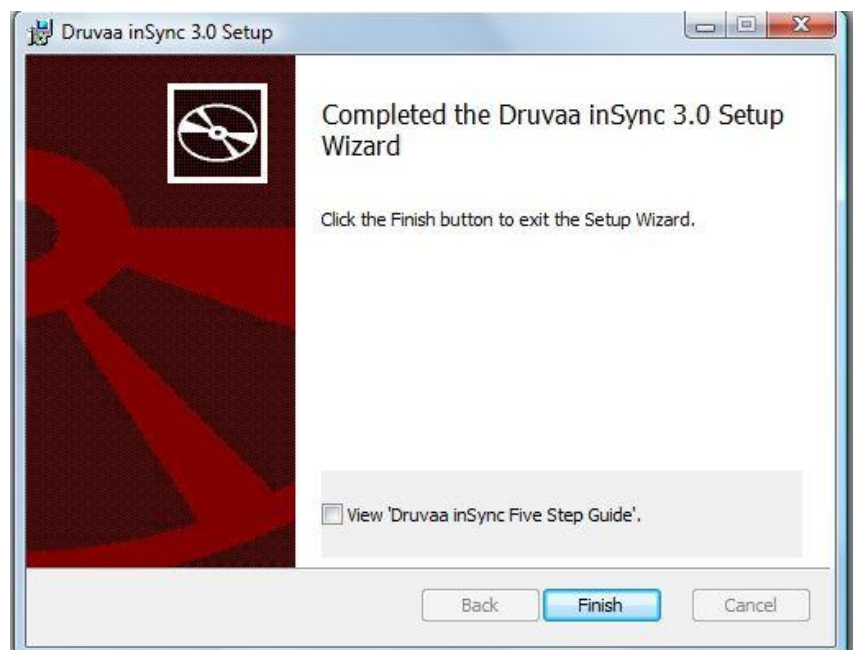 Druvaa inSync 3.0 Setup
Completed the Druvaa inSync 3.0 Setup
Wizard
Click the Finish button to exit the Setup Wizard.
View 'Druvaa inSync Five Step Guide'.
Back Finish Cancel